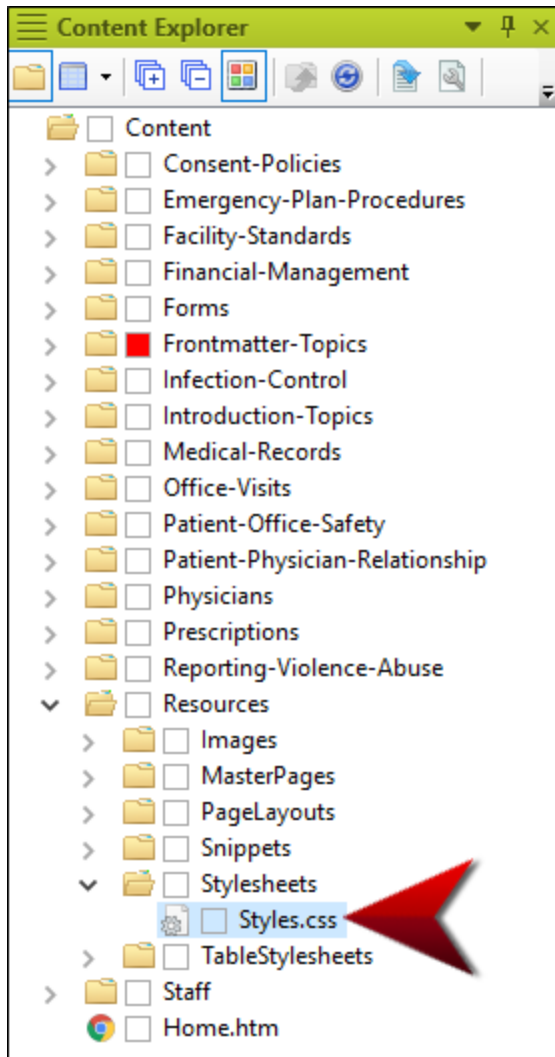 Content Explorer
Content
Consent-Policies
Emergency-Plan-Procedures
Facility-Standards
Financial-Management
Forms
Frontmatter-Topics
Infection-Control
Introduction-Topics
Medical-Records
Office-Visits
Patient-Office-Safety
Patient-Physician-Relationship
Physicians
Prescriptions
Reporting-Violence-Abuse
Resources
Images
MasterPages
PageLayouts
Snippets
Stylesheets
Styles.css
TableStylesheets
Staff
Home.htm